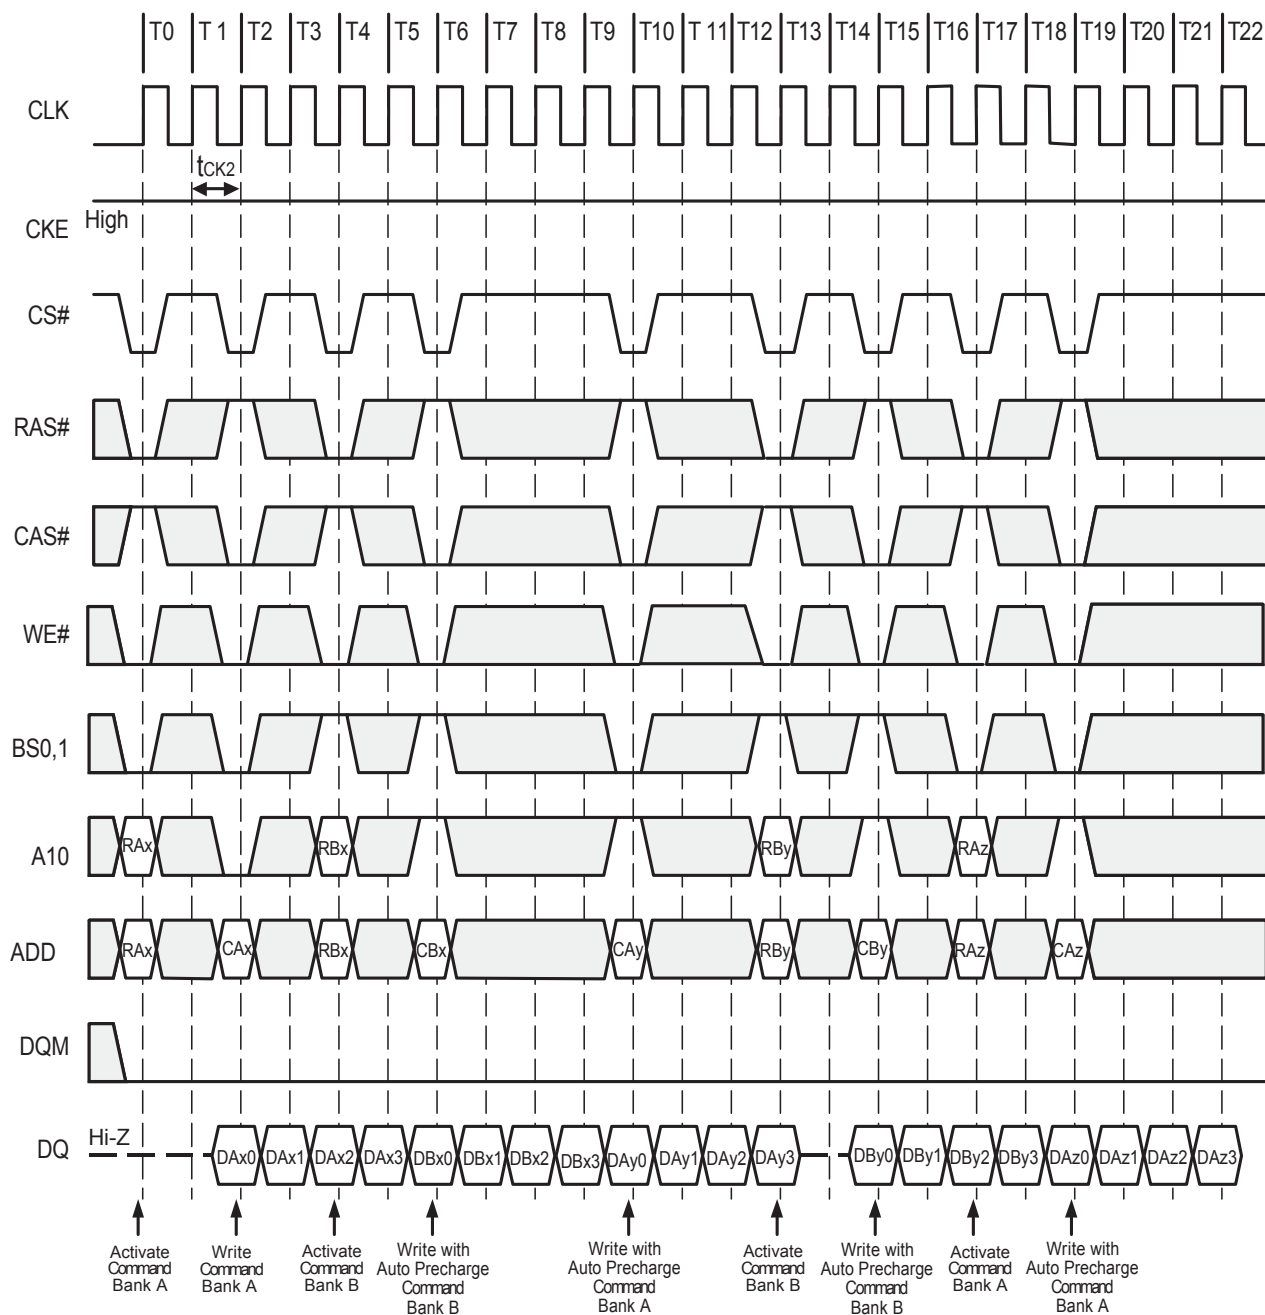 T0 T 1 T2 T3 T4 T5 T6 T7 T8 T9 T10 T 11 T12 T13 T14 T15 T16 T17 T18 T19 T20 T21 T22
CLK
tCK2
High
CKE
CS#
RAS#
CAS#
WE#
BS0,1
A10 RAx RBx RBy RAz
ADD RAx CAx RBx CBx CAy RBy CBy RAz CAz
DQM
Hi-Z
DQ DAx0 DAx1 DAx2 DAx3 DBx0 DBx1 DBx2 DBx3 DAy0 DAy1 DAy2 DAy3 DBy0 DBy1 DBy2 DBy3 DAz0 DAz1 DAz2 DAz3
Activate
Command
Bank A
Write
Command
Bank A
Activate
Command
Bank B
Write with
Auto Precharge
Command
Bank B
Write with
Auto Precharge
Command
Bank A
Activate
Command
Bank B
Write with
Auto Precharge
Command
Bank B
Activate
Command
Bank A
Write with
Auto Precharge
Command
Bank A